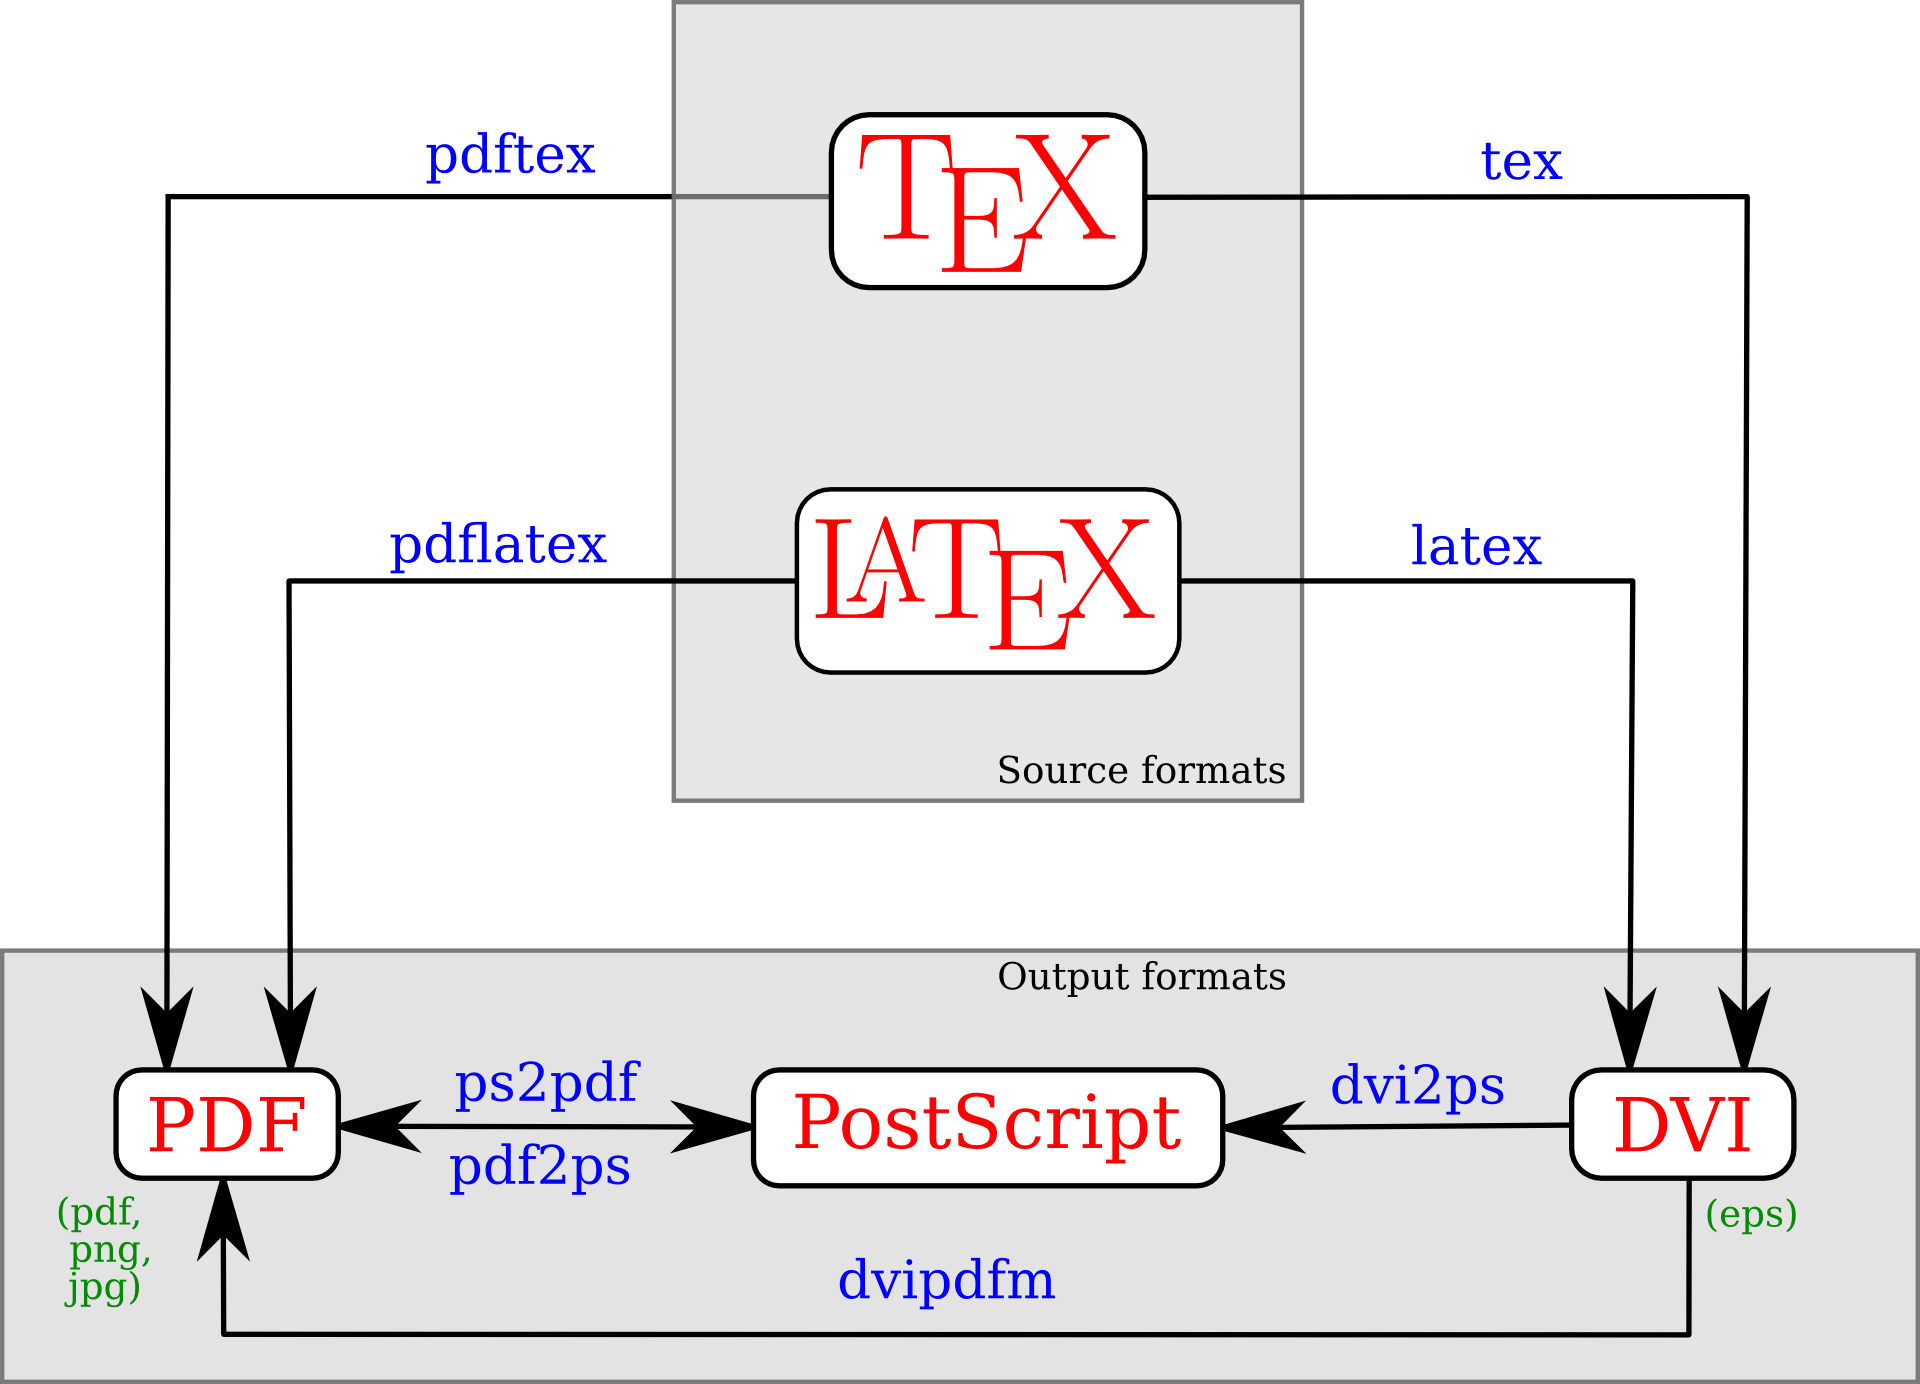 pdftex
TEX
tex
pdflatex
LATEX
latex
Source formats
Output formats
ps2pdf
dvi2ps
PDF
PostScript
DVI
pdf2ps
(pdf,
png,
jpg)
(eps)
dvipdfm